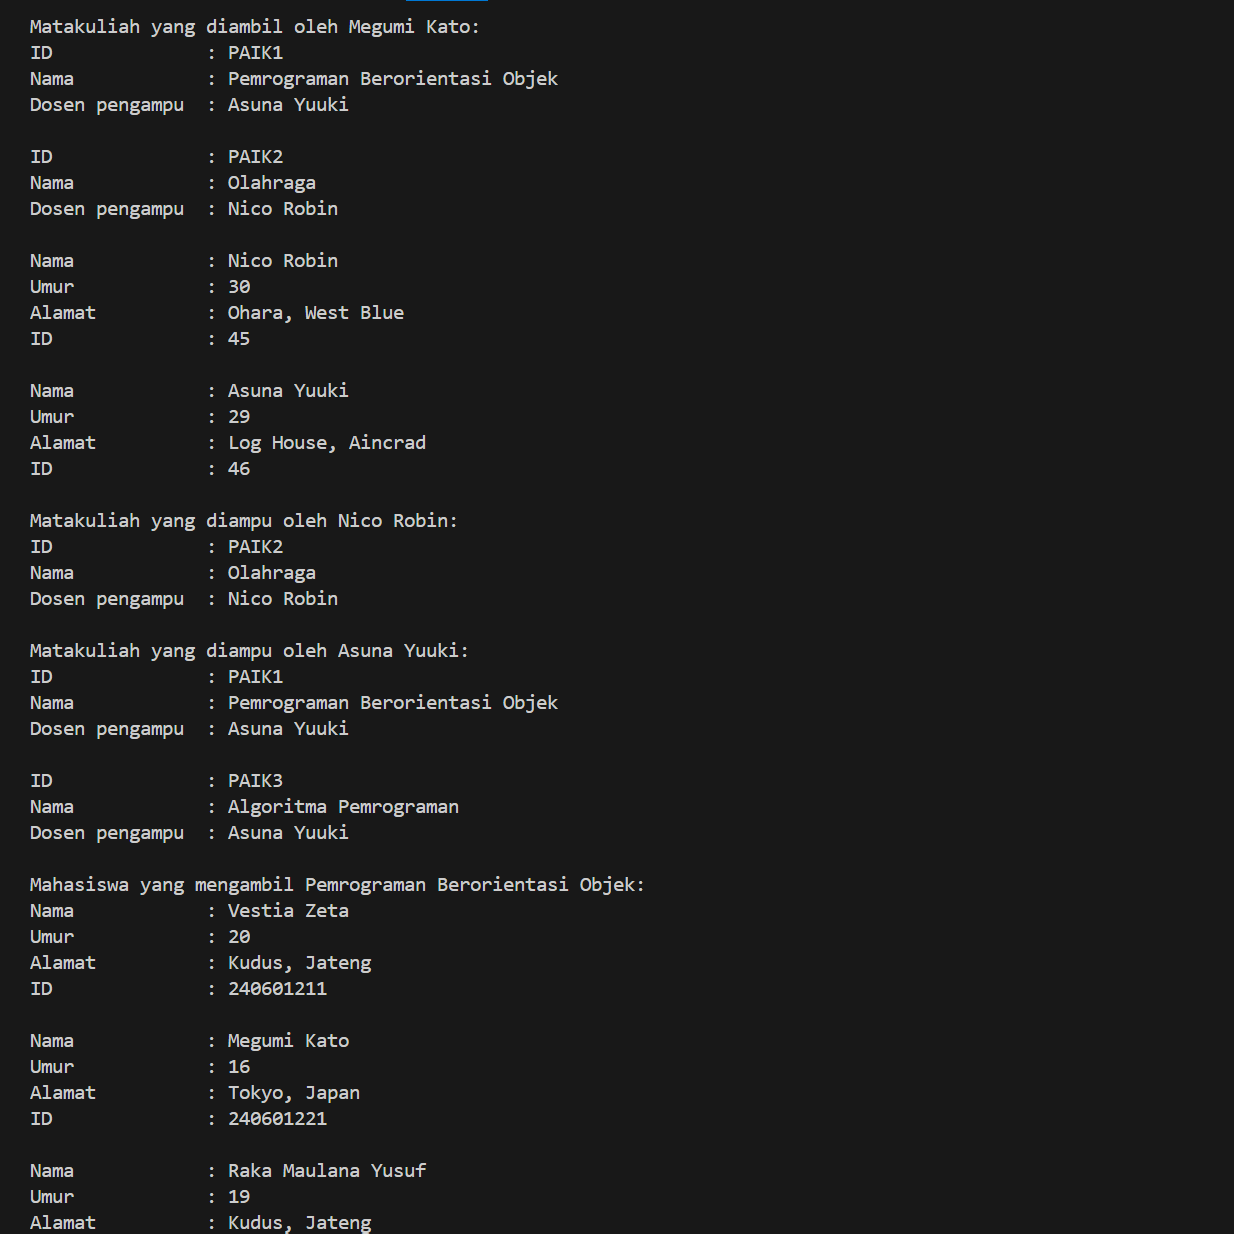 Matakuliah yang diambil oleh Megumi Kato:
ID : PAIK1
Nama : Pemrograman Berorientasi Objek
Dosen pengampu : Asuna Yuuki

ID : PAIK2
Nama : Olahraga
Dosen pengampu : Nico Robin

Nama : Nico Robin
Umur : 30
Alamat : Ohara, West Blue
ID : 45

Nama : Asuna Yuuki
Umur : 29
Alamat : Log House, Aincrad
ID : 46

Matakuliah yang diampu oleh Nico Robin:
ID : PAIK2
Nama : Olahraga
Dosen pengampu : Nico Robin

Matakuliah yang diampu oleh Asuna Yuuki:
ID : PAIK1
Nama : Pemrograman Berorientasi Objek
Dosen pengampu : Asuna Yuuki

ID : PAIK3
Nama : Algoritma Pemrograman
Dosen pengampu : Asuna Yuuki

Mahasiswa yang mengambil Pemrograman Berorientasi Objek:
Nama : Vestia Zeta
Umur : 20
Alamat : Kudus, Jateng
ID : 240601211

Nama : Megumi Kato
Umur : 16
Alamat : Tokyo, Japan
ID : 240601221

Nama : Raka Maulana Yusuf
Umur : 19
Alamat : Kudus, Jateng